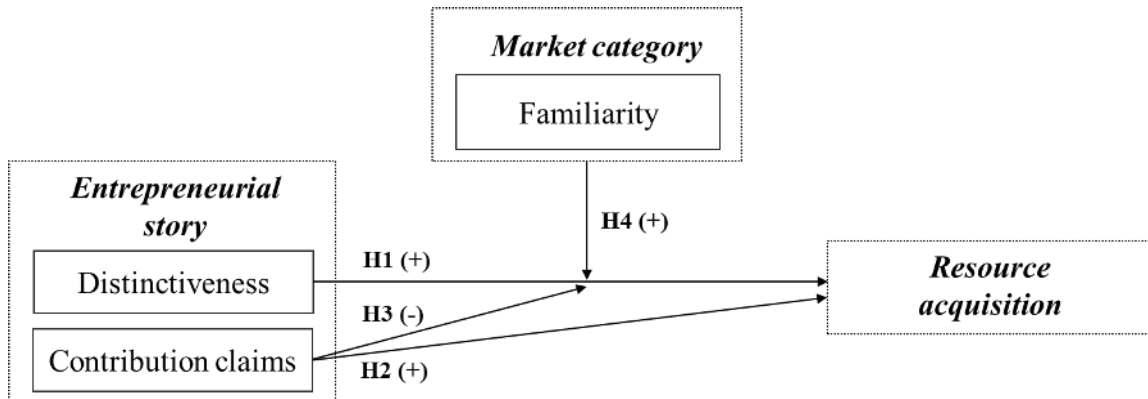 Market category
Familiarity
Entrepreneurial
story
H4 (+)
H1 (+)
Distinctiveness
Resource
acquisition
H3 (-)
Contribution claims
H2 (+)